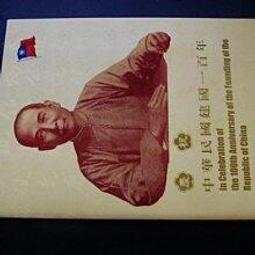 中華民國建國一百年
In Celebration of
the 100th Anniversary of the Founding of the
Republic of China